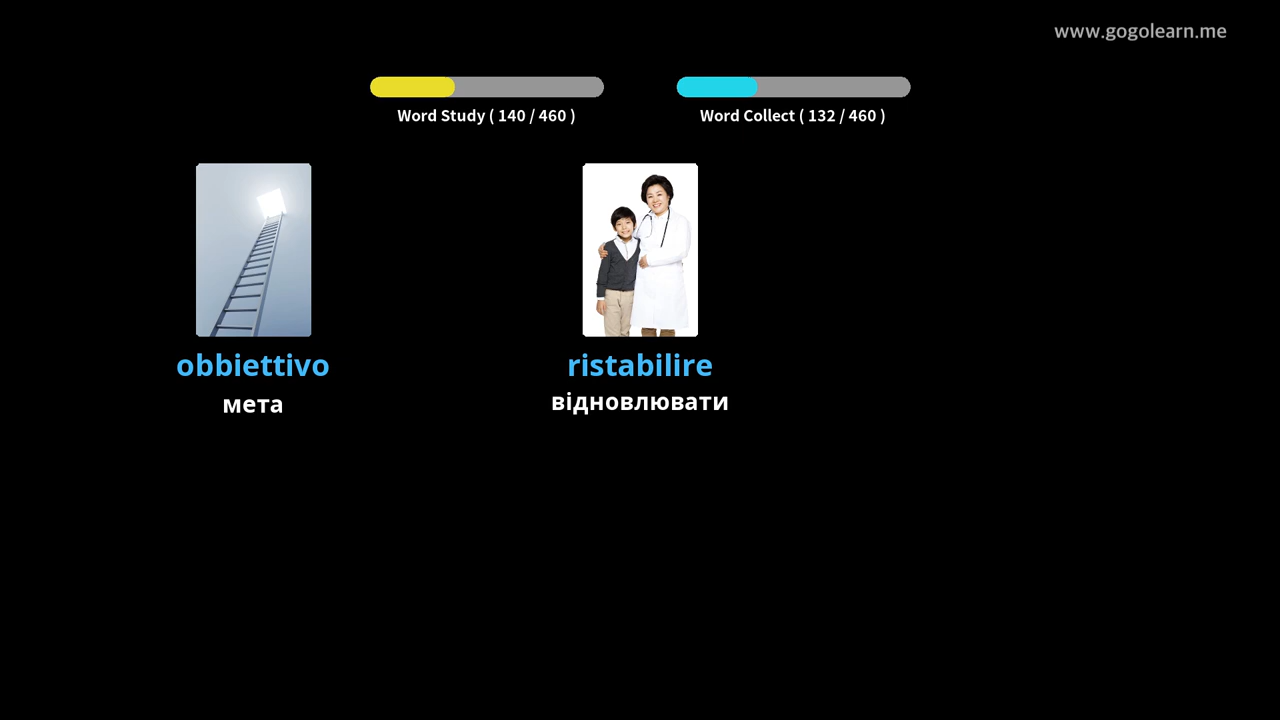 www.gogolearn.me
Word Study ( 140 / 460 )
Word Collect ( 132 / 460 )
obbiettivo
мета
ristabilire
відновлювати